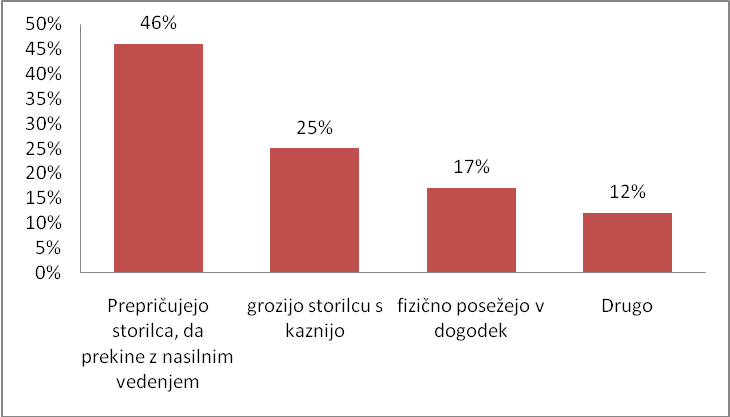 50%
45%
40%
35%
30%
25%
20%
15%
10%
5%
0%
46%
25%
17%
12%
Prepričujejo
storilca, da
prekine z nasilnim
vedenjem
grozijo storilcu s
kaznijo
fizično posežejo v
dogodek
Drugo